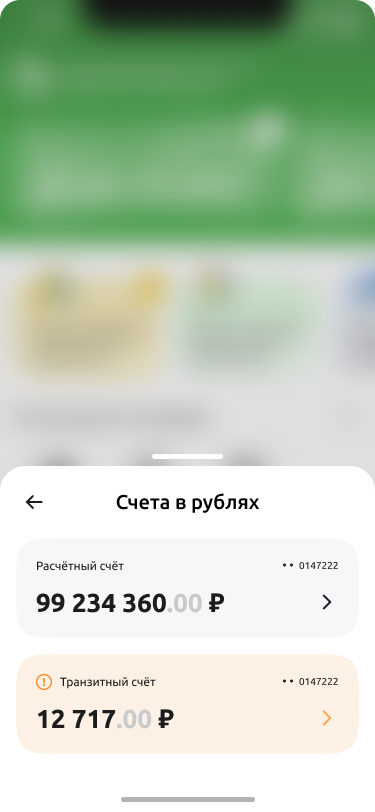 Счета в рублях
Расчётный счёт •• 0147222
99 234 360.00 ₽
Транзитный счёт •• 0147222
12 717.00 ₽